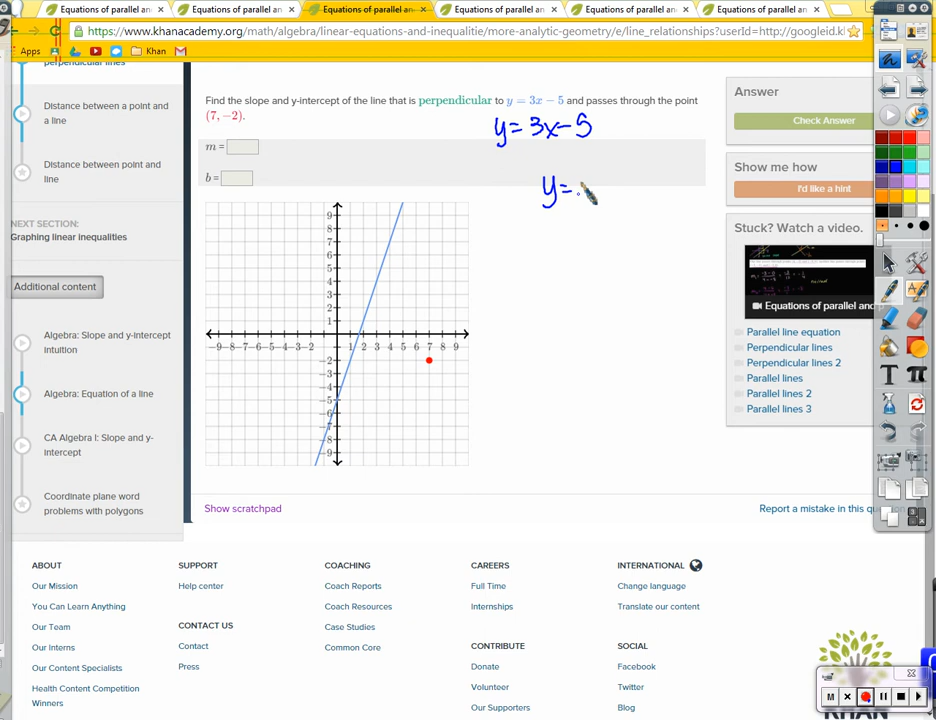 Equations of parallel an
Equations of parallel an
Equations of parallel an
Equations of parallel an
Equations of parallel an
Equations of parallel an
https://www.khanacademy.org/math/algebra/linear-equations-and-inequalitie/more-analytic-geometry/e/line_relationships?userId=http://googleid.kl
Apps Khan
perpendicular lines
Distance between a point and
a line
Distance between point and
line
NEXT SECTION:
Graphing linear inequalities
Additional content
Algebra: Slope and y-intercept
intuition
Algebra: Equation of a line
CA Algebra I: Slope and y-
intercept
Coordinate plane word
problems with polygons
Find the slope and y-intercept of the line that is perpendicular to y = 3x − 5 and passes through the point
(7, −2).
y = 3x − 5
m =
b =
y =
9
8
7
6
5
4
3
2
1
−9 −8 −7 −6 −5 −4 −3 −2 1 2 3 4 5 6 7 8 9
−2
−3
−4
−5
−6
−7
−8
−9
Show scratchpad
Report a mistake in this qu
Answer
Check Answer
Show me how
I'd like a hint
Stuck? Watch a video.
Equations of parallel and
Parallel line equation
Perpendicular lines
Perpendicular lines 2
Parallel lines
Parallel lines 2
Parallel lines 3
ABOUT
Our Mission
You Can Learn Anything
Our Team
Our Interns
Our Content Specialists
Health Content Competition
Winners
SUPPORT
Help center
CONTACT US
Contact
Press
COACHING
Coach Reports
Coach Resources
Case Studies
Common Core
CAREERS
Full Time
Internships
CONTRIBUTE
Donate
Volunteer
Our Supporters
INTERNATIONAL
Change language
Translate our content
SOCIAL
Facebook
Twitter
Blog
T π
3
M
KHAN